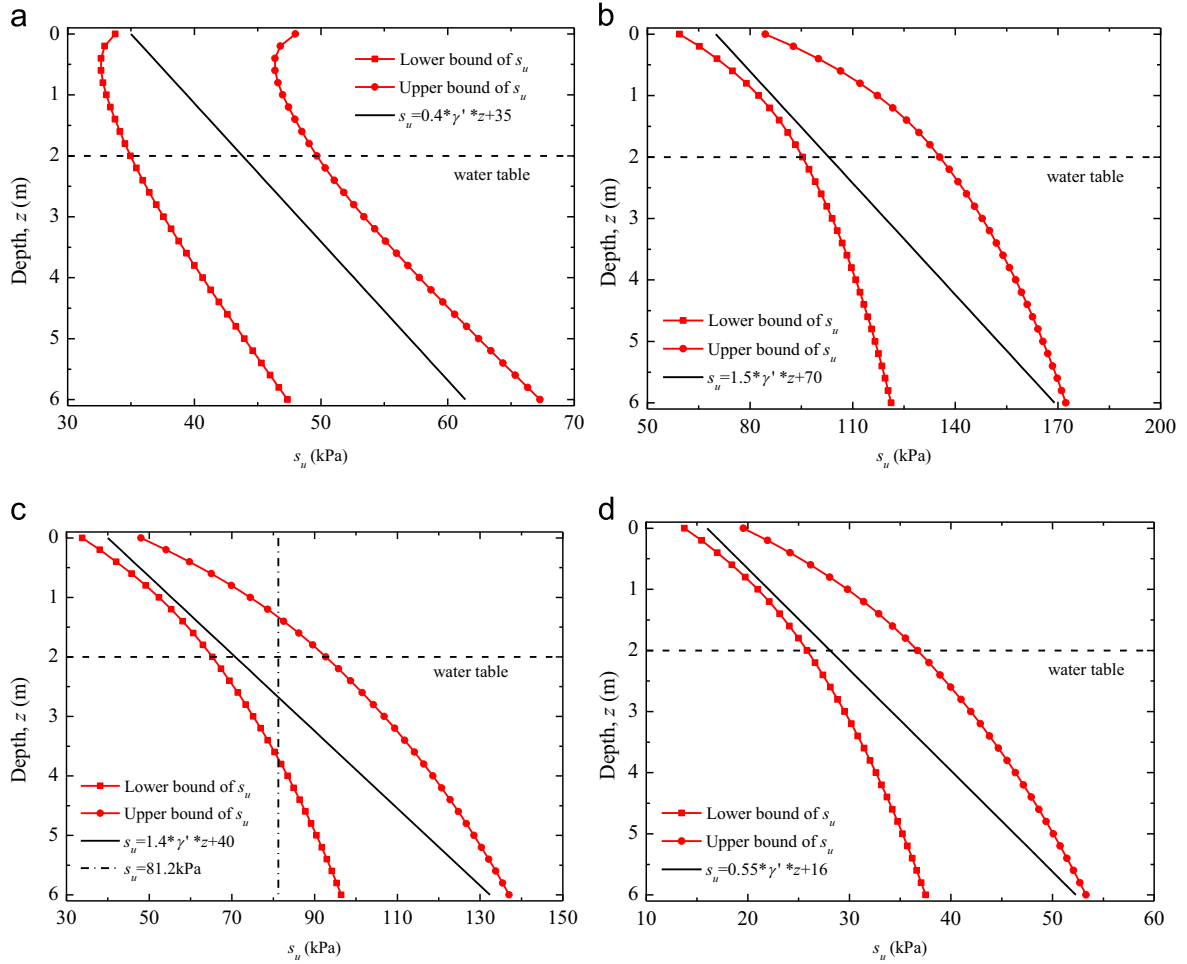 a
0
1
2
3
4
5
6
Depth, z (m)
Lower bound of s_u
Upper bound of s_u
s_u=0.4*γ' *z+35
water table
30 40 50 60 70
s_u (kPa)
b
0
1
2
3
4
5
6
Depth, z (m)
water table
Lower bound of s_u
Upper bound of s_u
s_u=1.5*γ' *z+70
50 80 110 140 170 200
s_u (kPa)
c
0
1
2
3
4
5
6
Depth, z (m)
water table
Lower bound of s_u
Upper bound of s_u
s_u=1.4*γ' *z+40
s_u=81.2kPa
30 50 70 90 110 130 150
s_u (kPa)
d
0
1
2
3
4
5
6
Depth, z (m)
water table
Lower bound of s_u
Upper bound of s_u
s_u=0.55*γ' *z+16
10 20 30 40 50 60
s_u (kPa)